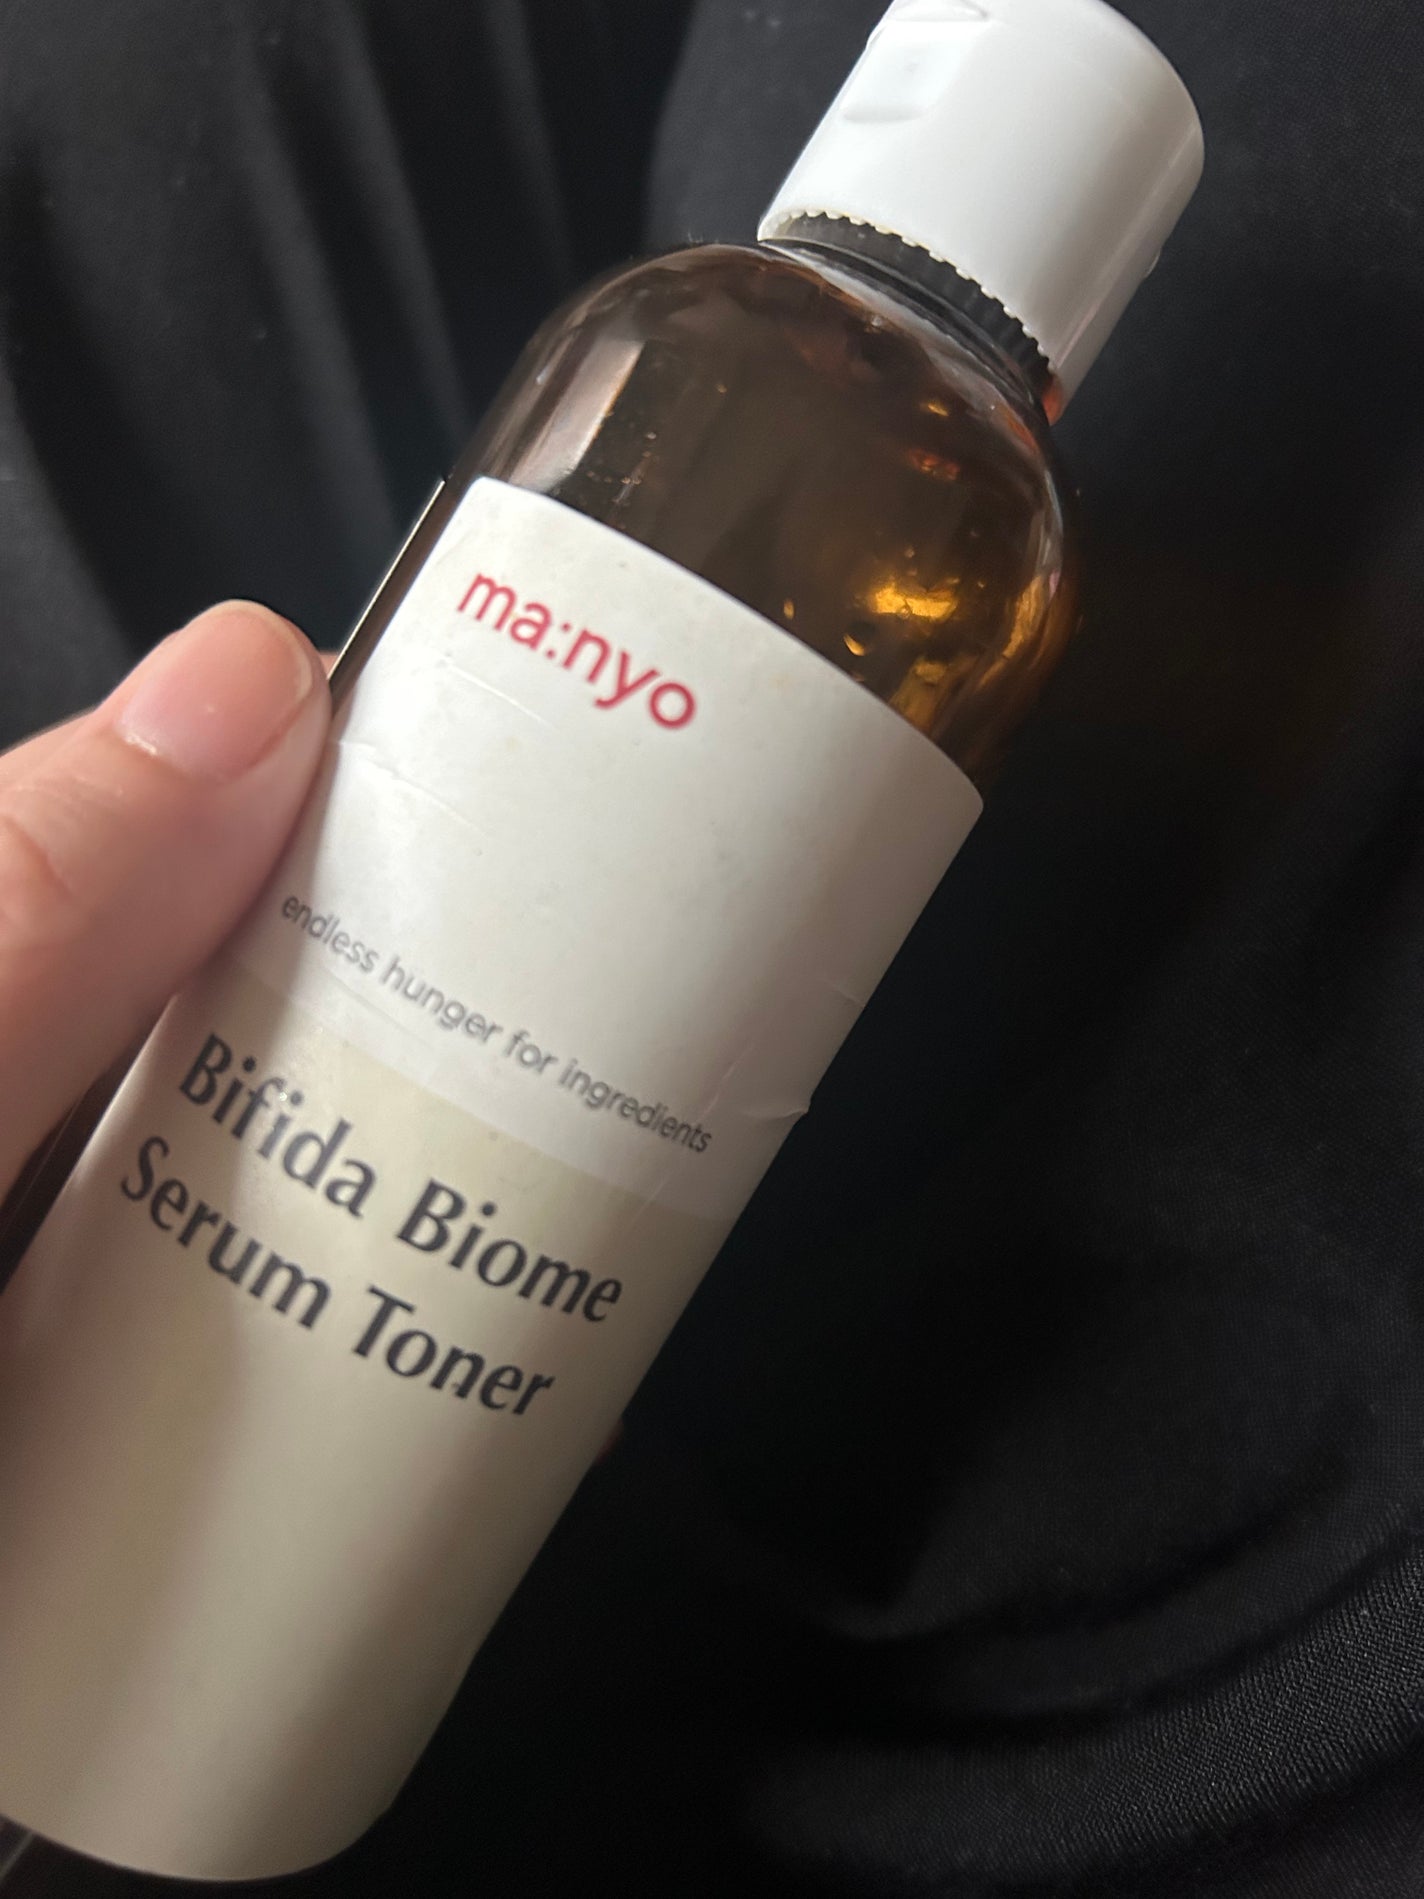 ma:nyo
endless hunger for ingredients
Bifida Biome
Serum Toner